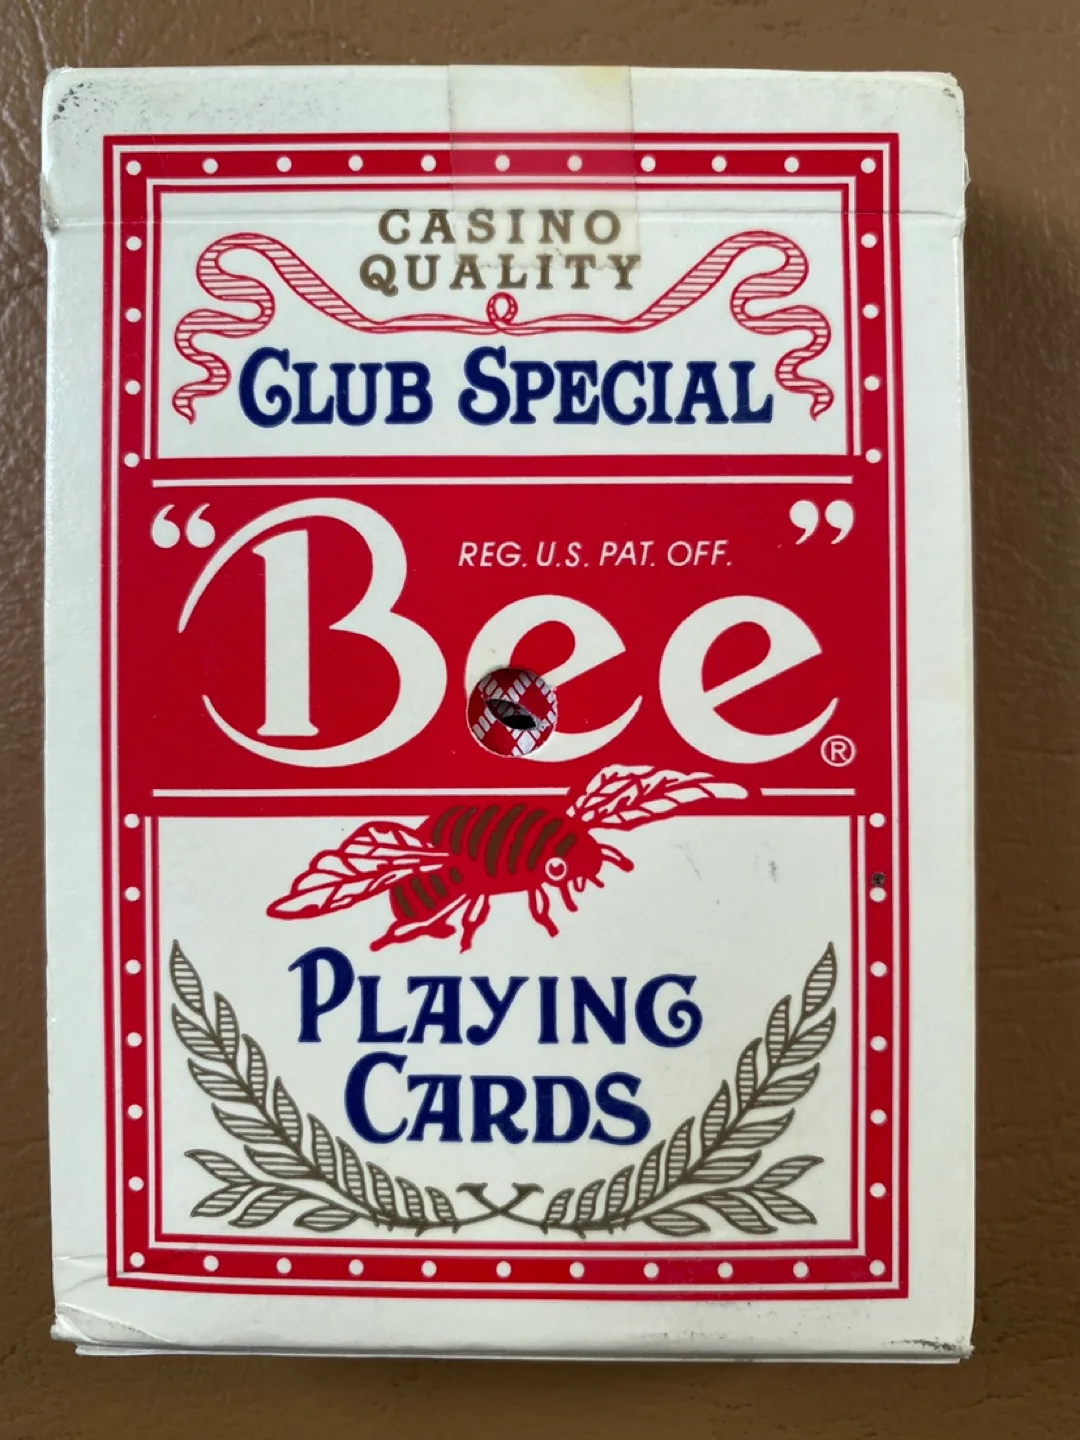 CASINO
QUALITY
CLUB SPECIAL
“Bee”
REG. U.S. PAT. OFF.
®
PLAYING
CARDS